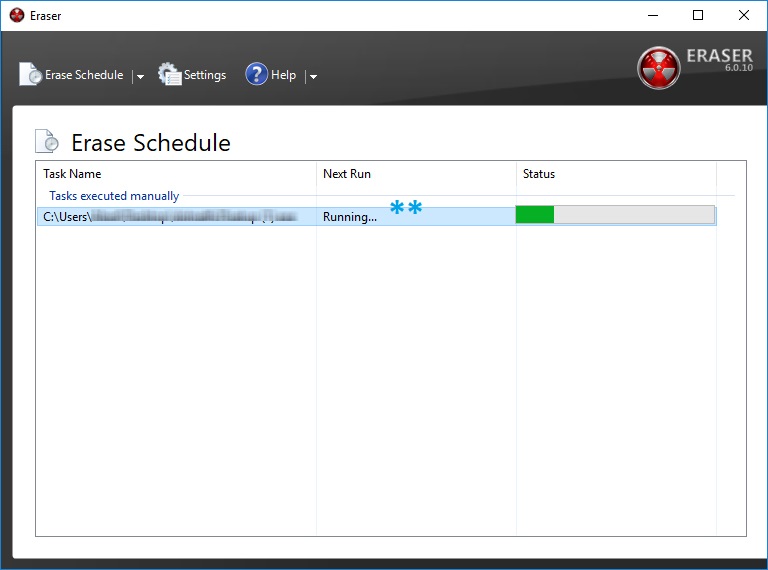 Eraser
Erase Schedule Settings Help
ERASER
6.0.10
Erase Schedule
Task Name Next Run Status
Tasks executed manually
C:\Users\ Running... **